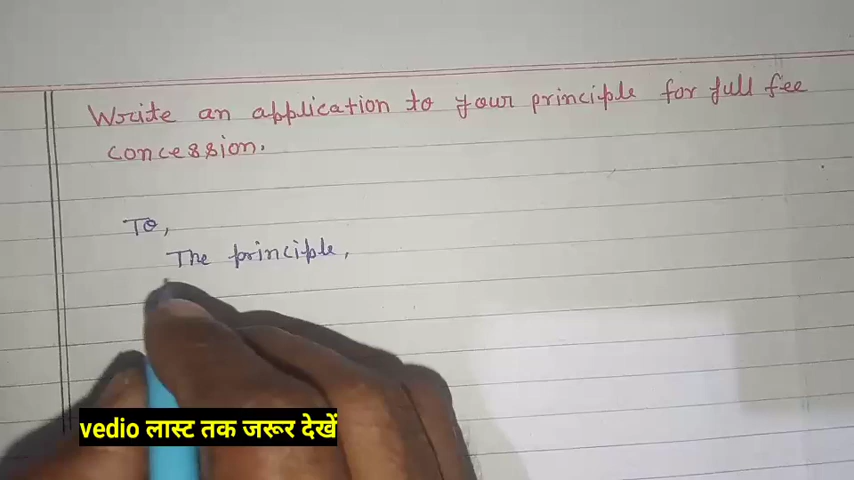 Write an application to your principle for full fee
concession.
To,
The principle,
vedio लास्ट तक जरूर देखें